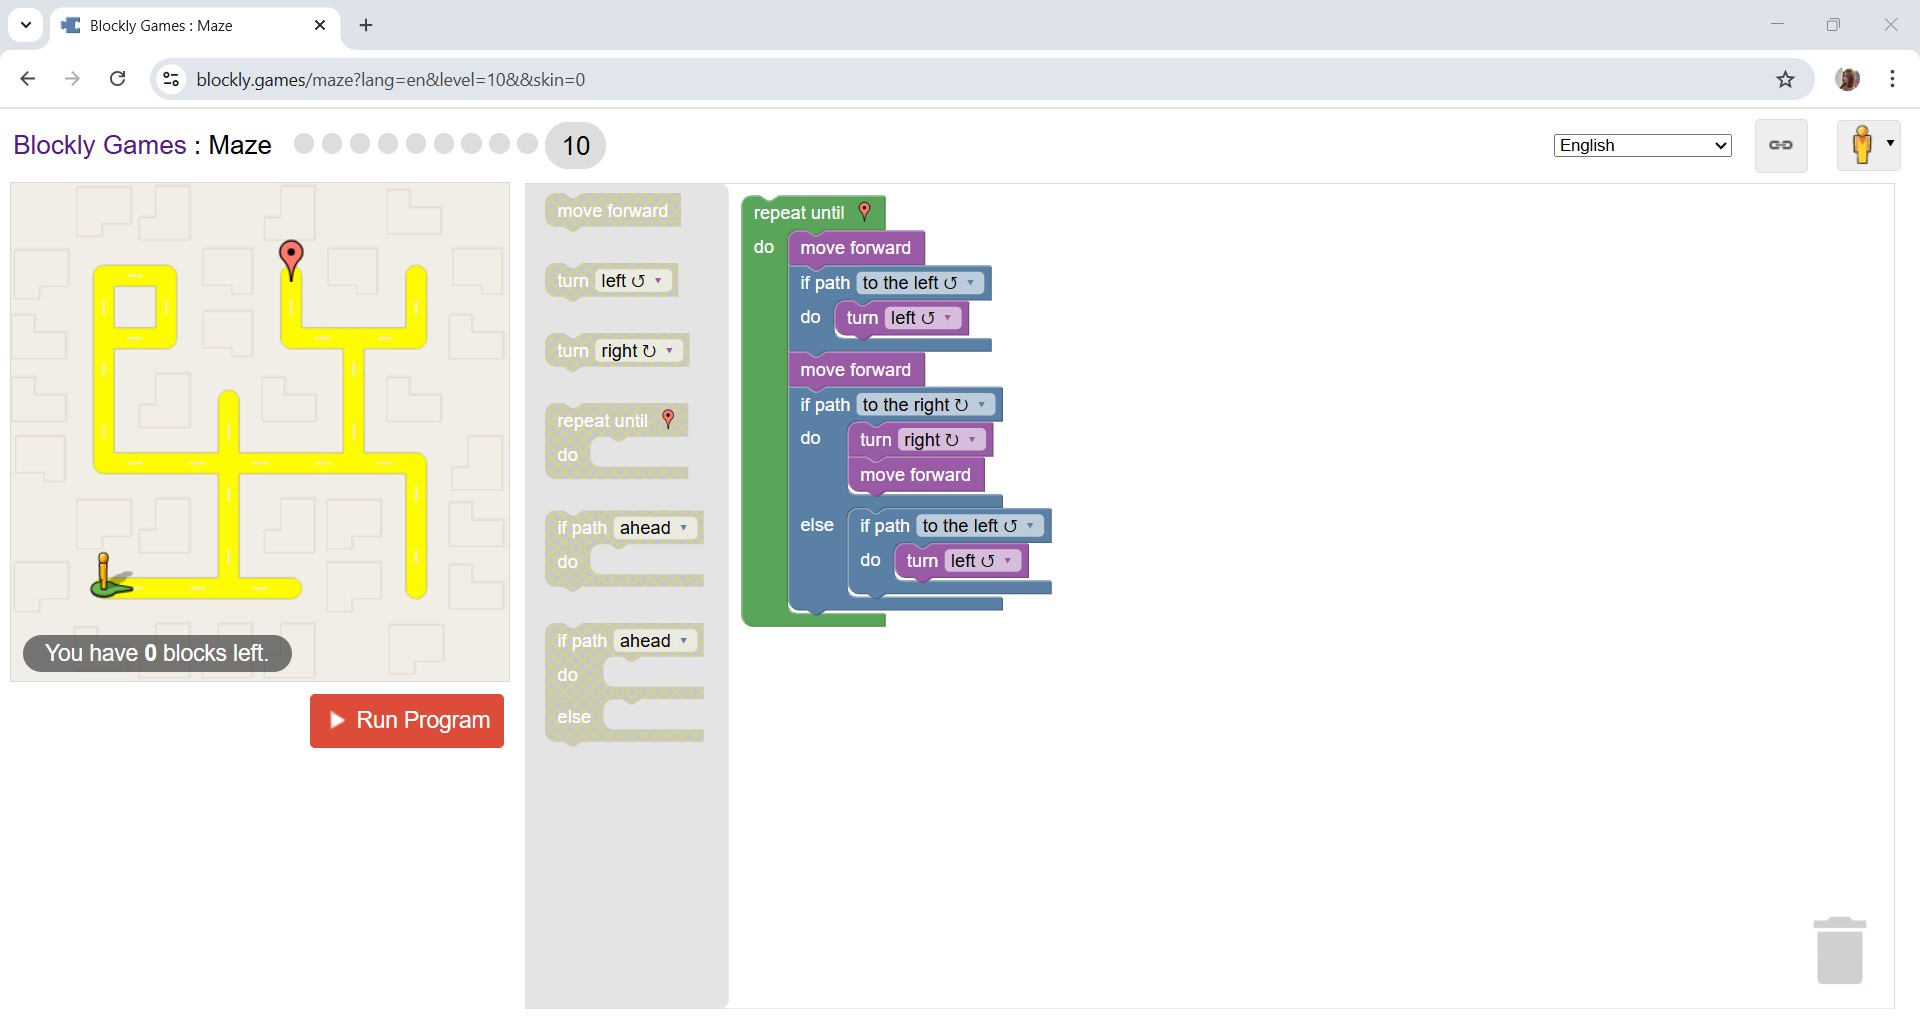 Blockly Games : Maze
blockly.games/maze?lang=en&level=10&&skin=0
Blockly Games : Maze
10
English
You have 0 blocks left.
Run Program
move forward
turn left ↺
turn right ↻
repeat until
do
if path ahead
do
if path ahead
do
else
repeat until
do
move forward
if path to the left ↺
do
turn left ↺
move forward
if path to the right ↻
do
turn right ↻
move forward
else
if path to the left ↺
do
turn left ↺